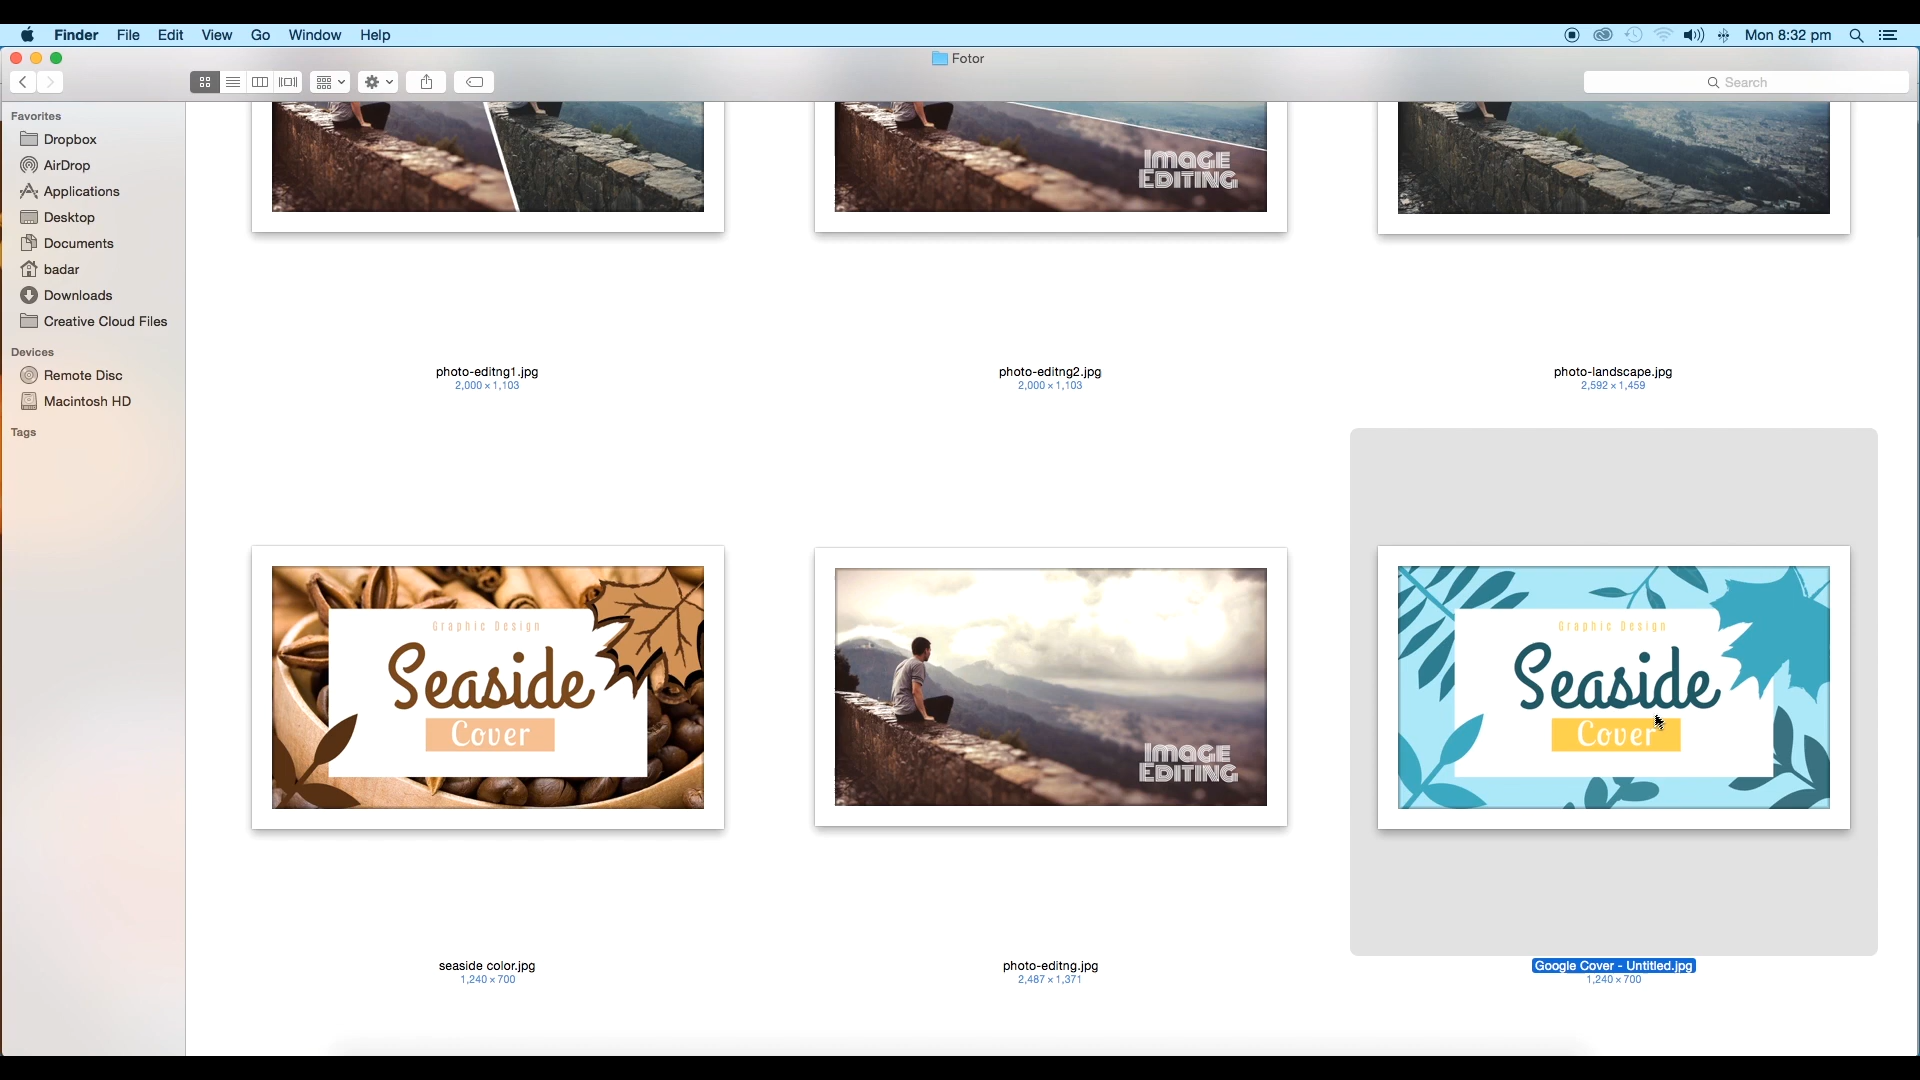 Finder File Edit View Go Window Help Mon 8:32 pm
Fotor
Search
Favorites
Dropbox
AirDrop
Applications
Desktop
Documents
badar
Downloads
Creative Cloud Files
Devices
Remote Disc
Macintosh HD
Tags
IMAGE
EDITING
photo-editng1.jpg
2,000 × 1,103
photo-editng2.jpg
2,000 × 1,103
photo-landscape.jpg
2,592 × 1,459
Graphic Design
Seaside
Cover
IMAGE
EDITING
Graphic Design
Seaside
Cover
seaside color.jpg
1,240 × 700
photo-editng.jpg
2,487 × 1,371
Google Cover - Untitled.jpg
1,240 × 700